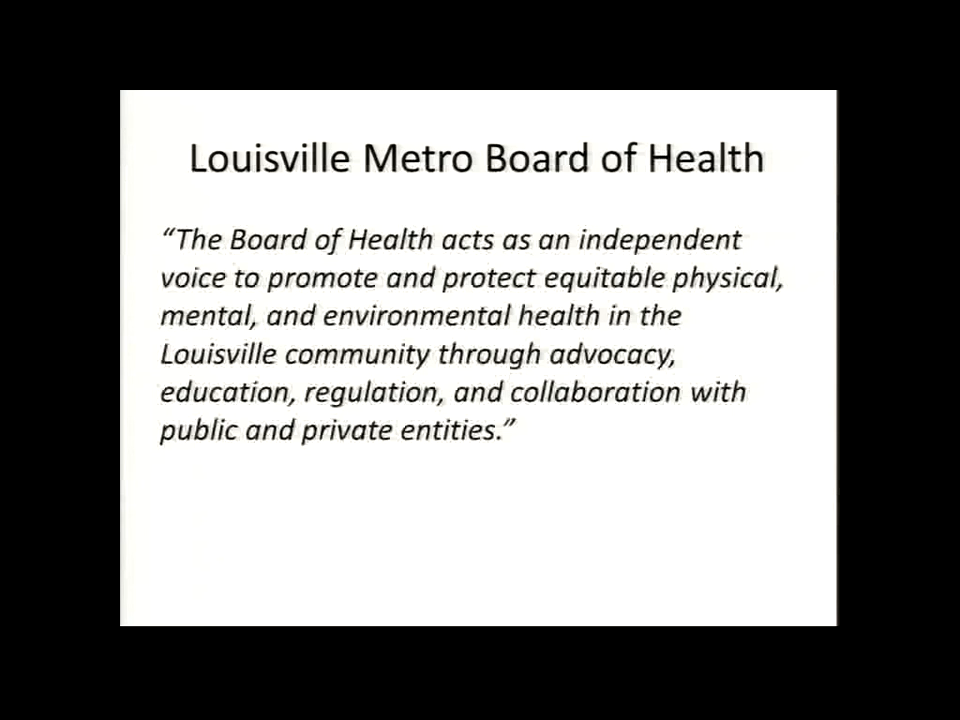 Louisville Metro Board of Health
“The Board of Health acts as an independent
voice to promote and protect equitable physical,
mental, and environmental health in the
Louisville community through advocacy,
education, regulation, and collaboration with
public and private entities.”